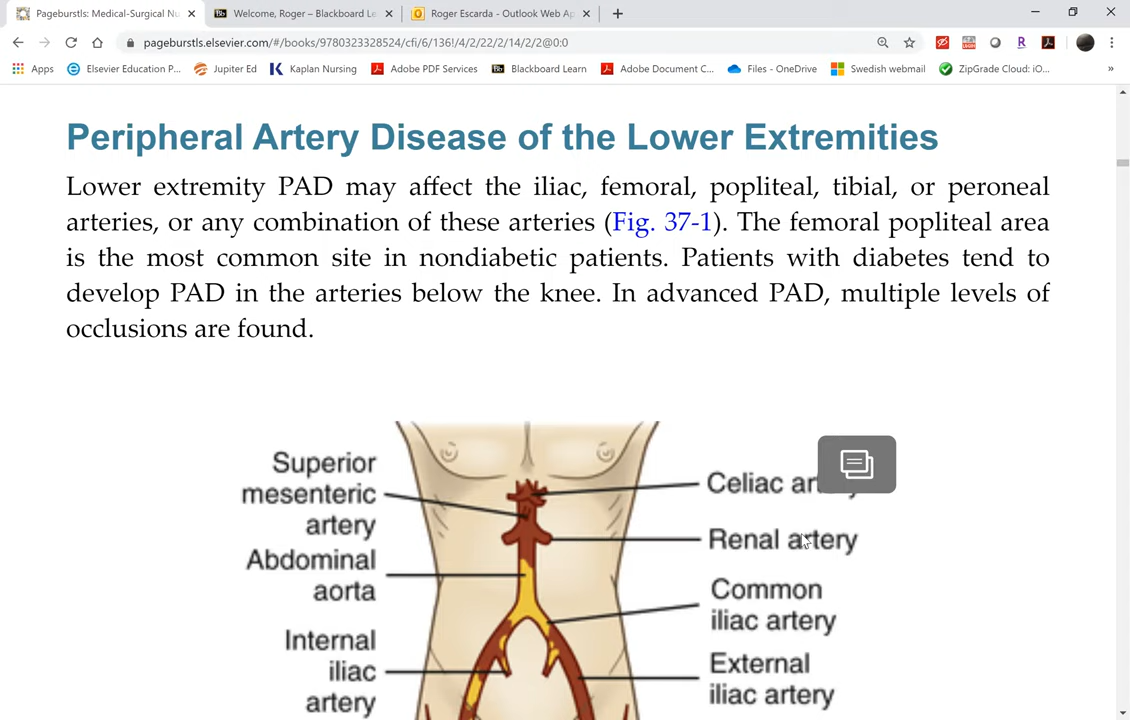 Pageburstls: Medical-Surgical Nu
Welcome, Roger – Blackboard Le
Roger Escarda - Outlook Web Ap
pageburstls.elsevier.com/#/books/9780323328524/cfi/6/136!/4/2/22/2/14/2/2@0:0
Apps
Elsevier Education P...
Jupiter Ed
Kaplan Nursing
Adobe PDF Services
Bb
Blackboard Learn
Adobe Document C...
Files - OneDrive
Swedish webmail
ZipGrade Cloud: iO...
»
Peripheral Artery Disease of the Lower Extremities
Lower extremity PAD may affect the iliac, femoral, popliteal, tibial, or peroneal
arteries, or any combination of these arteries (Fig. 37-1). The femoral popliteal area
is the most common site in nondiabetic patients. Patients with diabetes tend to
develop PAD in the arteries below the knee. In advanced PAD, multiple levels of
occlusions are found.
Superior
mesenteric
artery
Abdominal
aorta
Internal
iliac
artery
Celiac
Renal artery
Common
iliac artery
External
iliac artery